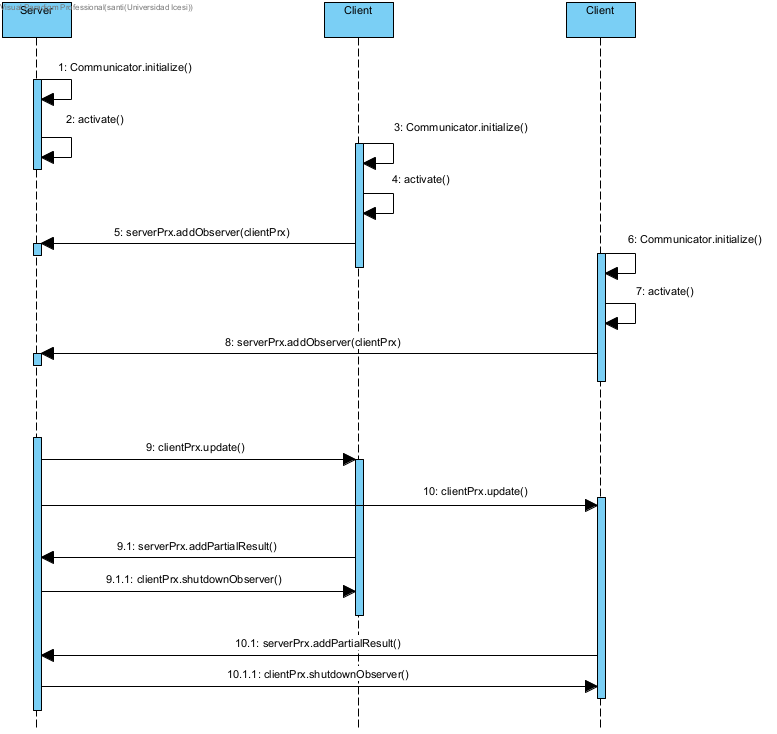 Visual Paradigm Professional(santi(Universidad Icesi))
Server
Client
Client
1: Communicator.initialize()
2: activate()
3: Communicator.initialize()
4: activate()
5: serverPrx.addObserver(clientPrx)
6: Communicator.initialize()
7: activate()
8: serverPrx.addObserver(clientPrx)
9: clientPrx.update()
10: clientPrx.update()
9.1: serverPrx.addPartialResult()
9.1.1: clientPrx.shutdownObserver()
10.1: serverPrx.addPartialResult()
10.1.1: clientPrx.shutdownObserver()